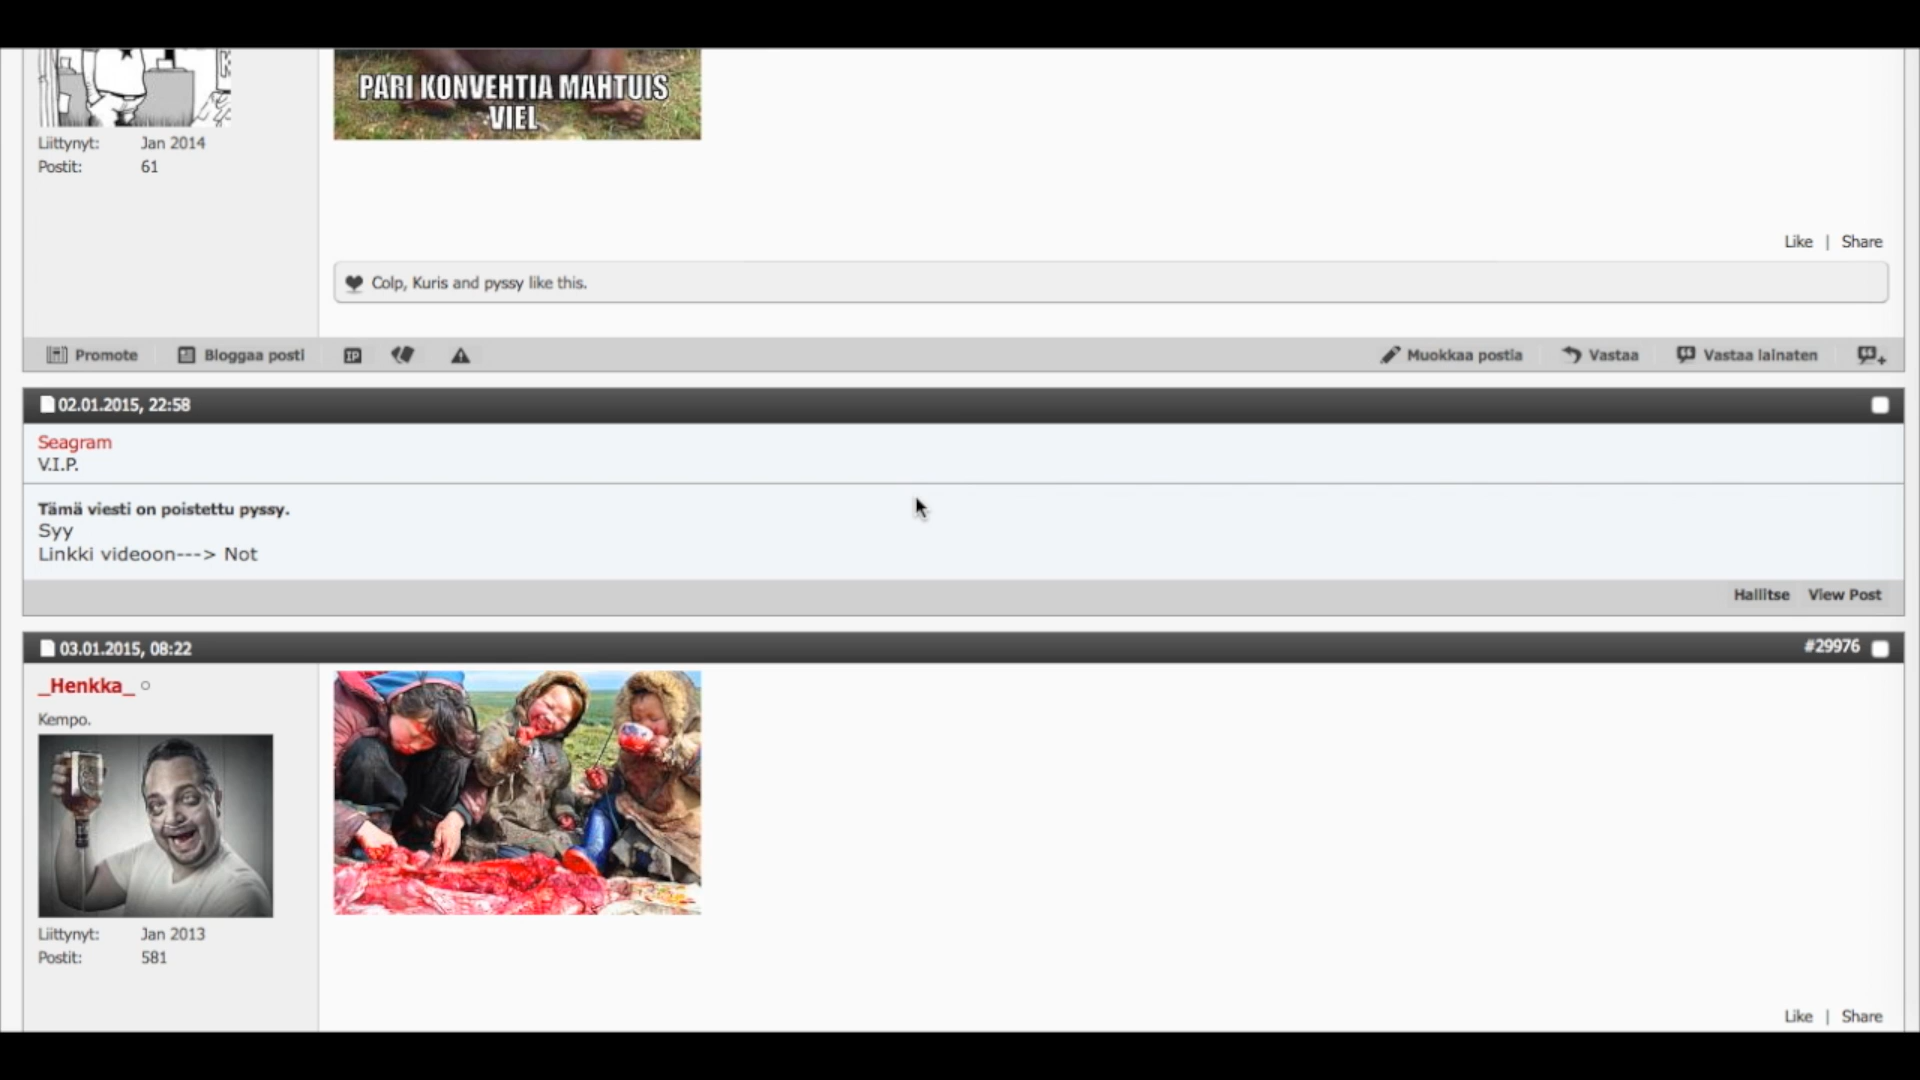 PARI KONVEHTIA MAHTUIS
VIEL
Liittynyt: Jan 2014
Postit: 61
Like | Share
Colp, Kuris and pyssy like this.
Promote Bloggaa posti IP Muokkaa postia Vastaa Vastaa lainaten
02.01.2015, 22:58
Seagram
V.I.P.
Tämä viesti on poistettu pyssy.
Syy
Linkki videoon---> Not
Hallitse View Post
03.01.2015, 08:22 #29976
_Henkka_
Kempo.
Liittynyt: Jan 2013
Postit: 581
Like | Share